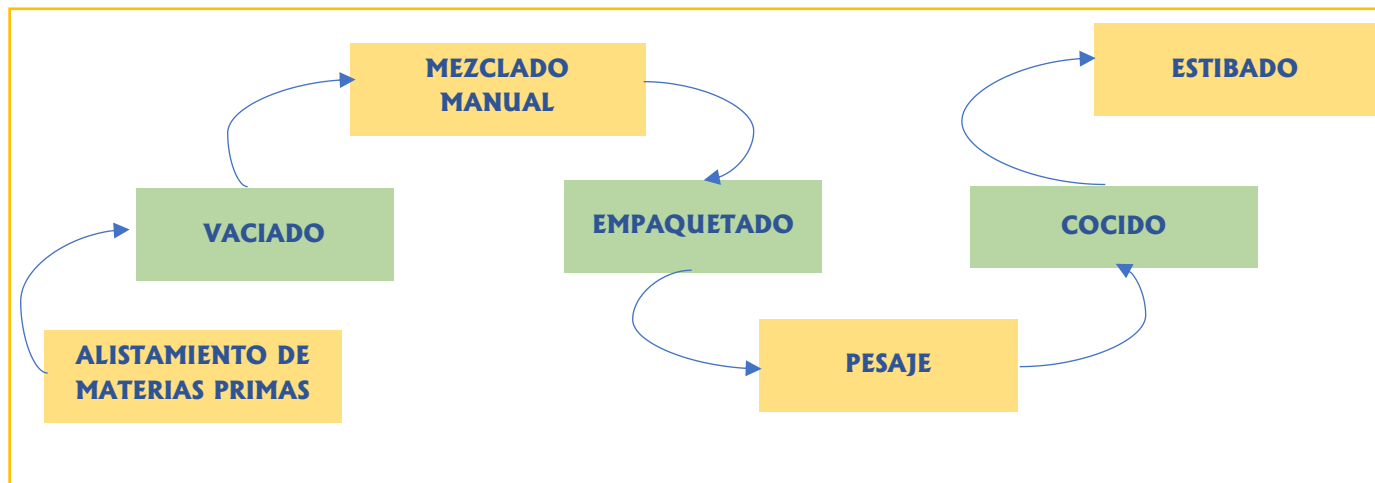 ALISTAMIENTO DE
MATERIAS PRIMAS
VACIADO
MEZCLADO
MANUAL
EMPAQUETADO
PESAJE
COCIDO
ESTIBADO